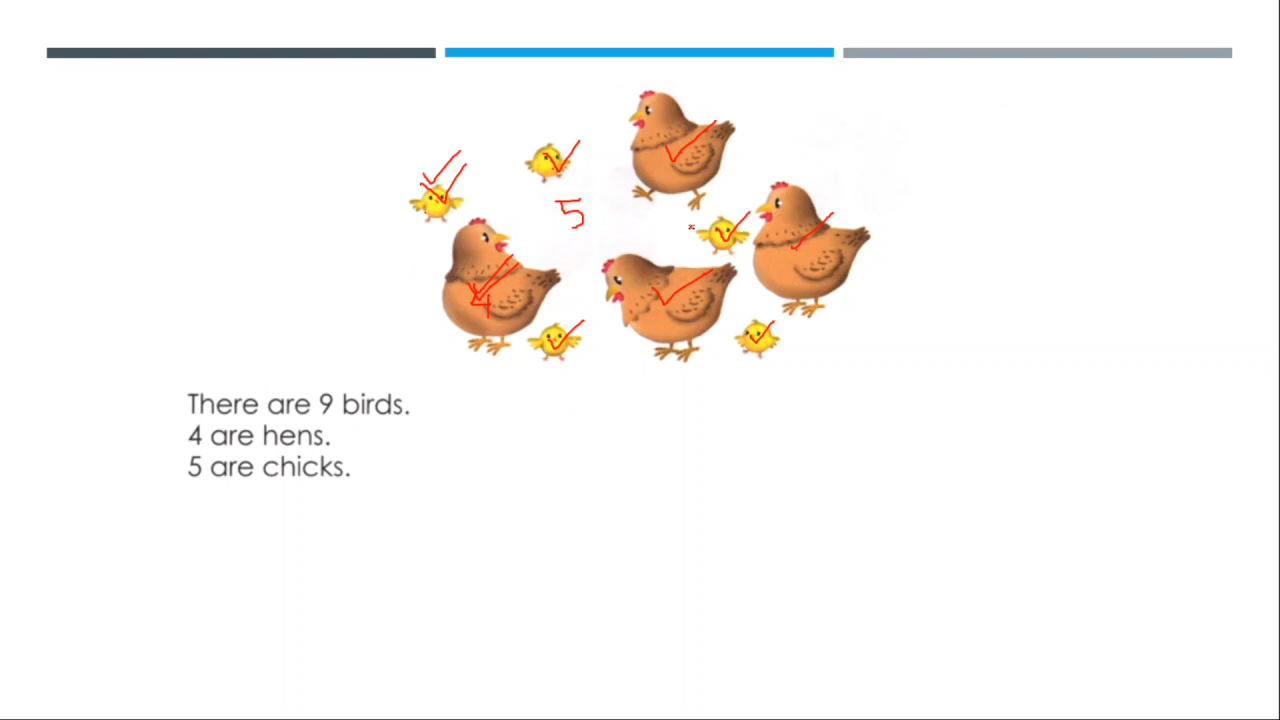 5
4
There are 9 birds.
4 are hens.
5 are chicks.